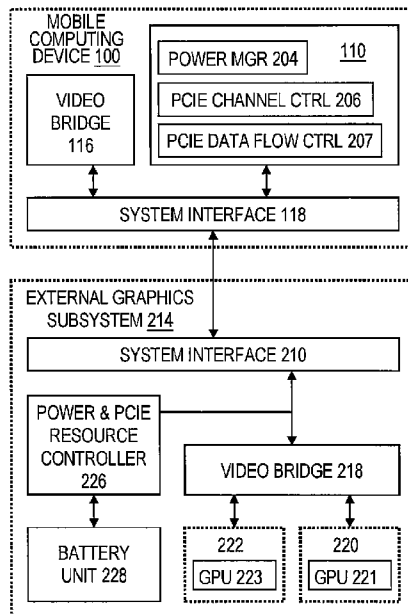 MOBILE
COMPUTING
DEVICE 100
VIDEO
BRIDGE
116
110
POWER MGR 204
PCIE CHANNEL CTRL 206
PCIE DATA FLOW CTRL 207
SYSTEM INTERFACE 118
EXTERNAL GRAPHICS
SUBSYSTEM 214
SYSTEM INTERFACE 210
POWER & PCIE
RESOURCE
CONTROLLER
226
VIDEO BRIDGE 218
BATTERY
UNIT 228
222
GPU 223
220
GPU 221